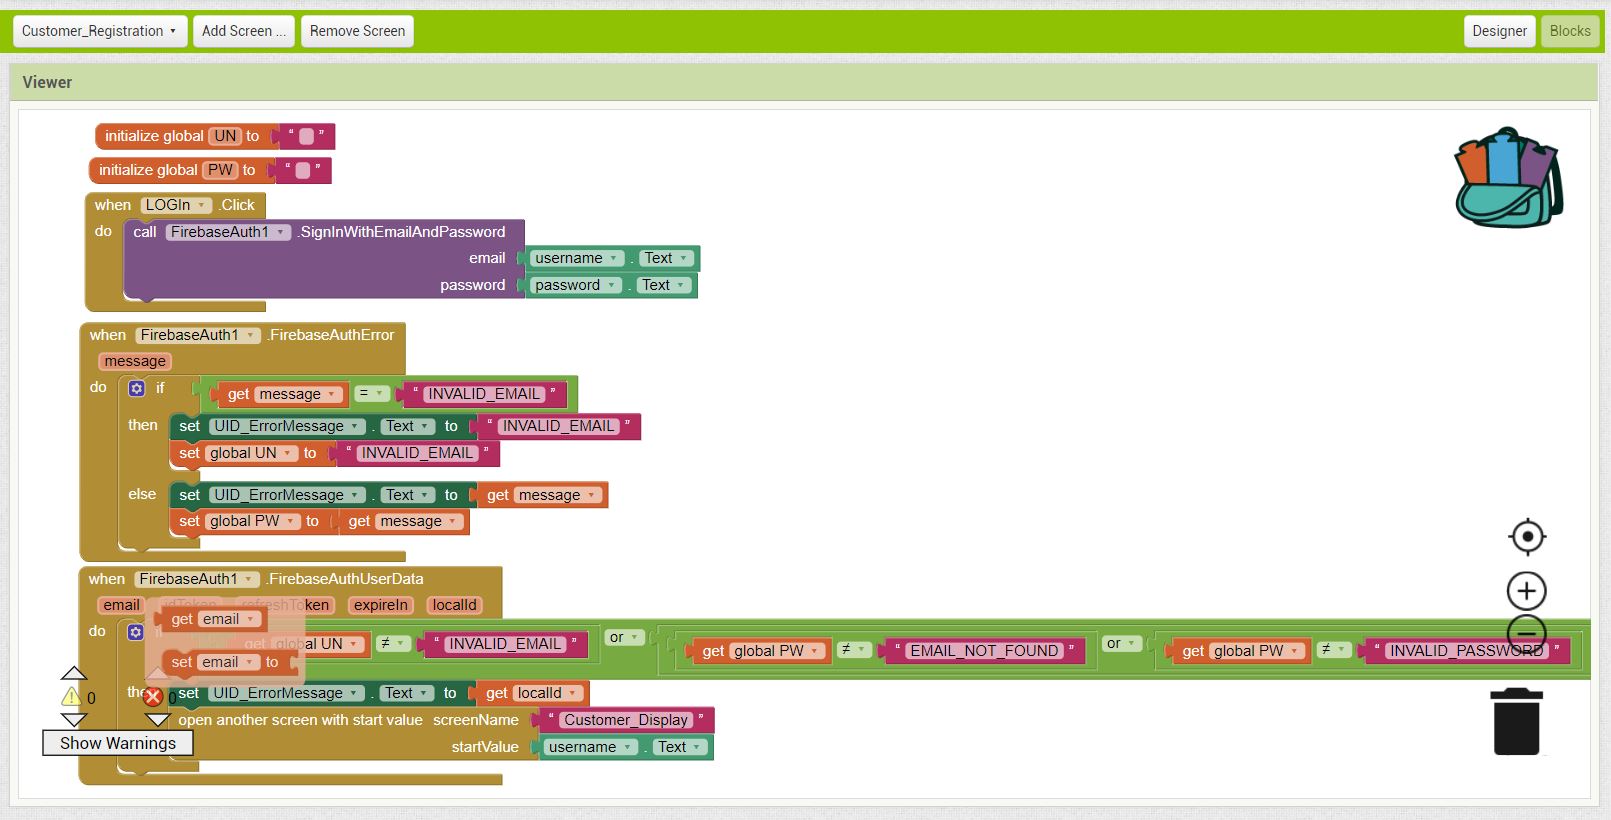 Customer_Registration Add Screen ... Remove Screen Designer Blocks
Viewer
initialize global UN to “ ”
initialize global PW to “ ”
when LOGIn .Click
do call FirebaseAuth1 .SignInWithEmailAndPassword
email username . Text
password password . Text
when FirebaseAuth1 .FirebaseAuthError
message
do if get message = “ INVALID_EMAIL ”
then set UID_ErrorMessage . Text to “ INVALID_EMAIL ”
set global UN to “ INVALID_EMAIL ”
else set UID_ErrorMessage . Text to get message
set global PW to get message
when FirebaseAuth1 .FirebaseAuthUserData
email idToken refreshToken expireIn localId
get email
do if get global UN ≠ “ INVALID_EMAIL ” or get global PW ≠ “ EMAIL_NOT_FOUND ” or get global PW ≠ “ INVALID_PASSWORD ”
set email to
then set UID_ErrorMessage . Text to get localId
0 0
open another screen with start value screenName “ Customer_Display ”
Show Warnings
startValue username . Text